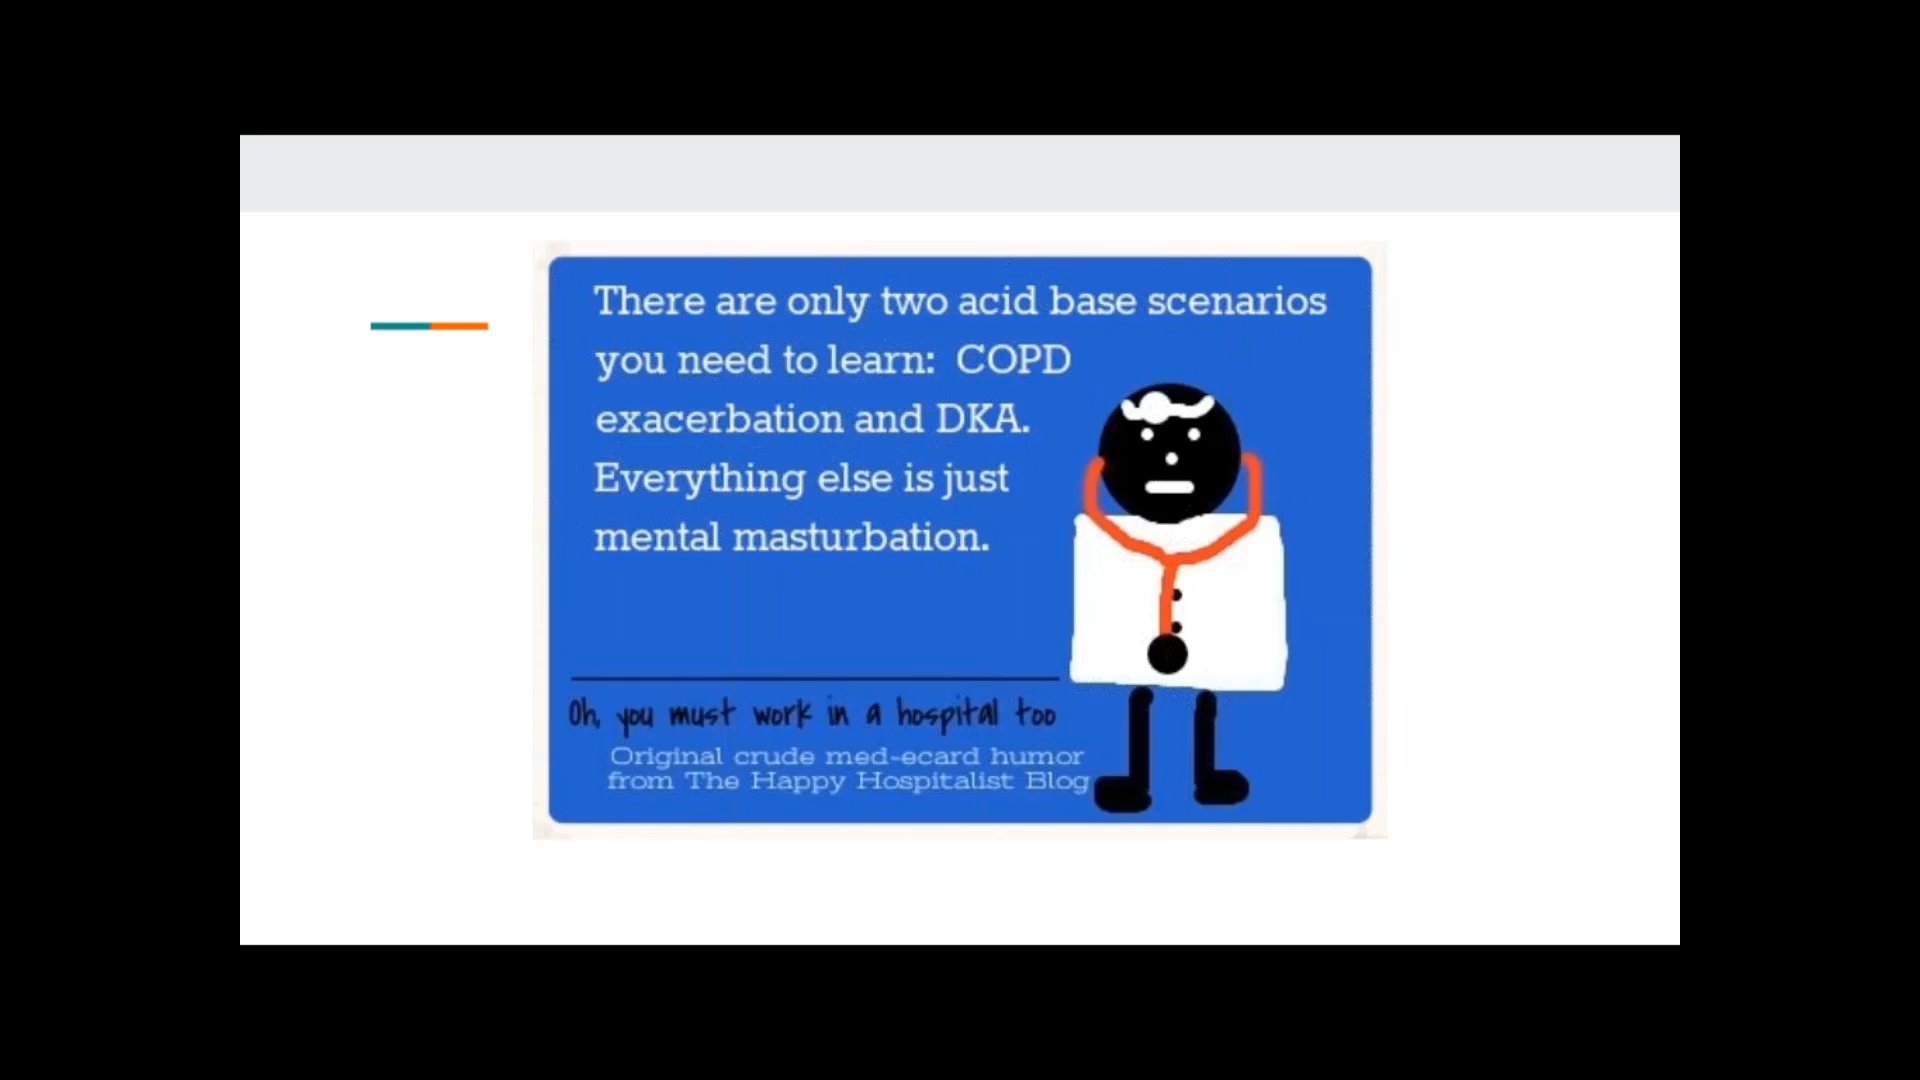 There are only two acid base scenarios
you need to learn: COPD
exacerbation and DKA.
Everything else is just
mental masturbation.
Oh, you must work in a hospital too
Original crude med-ecard humor
from The Happy Hospitalist Blog